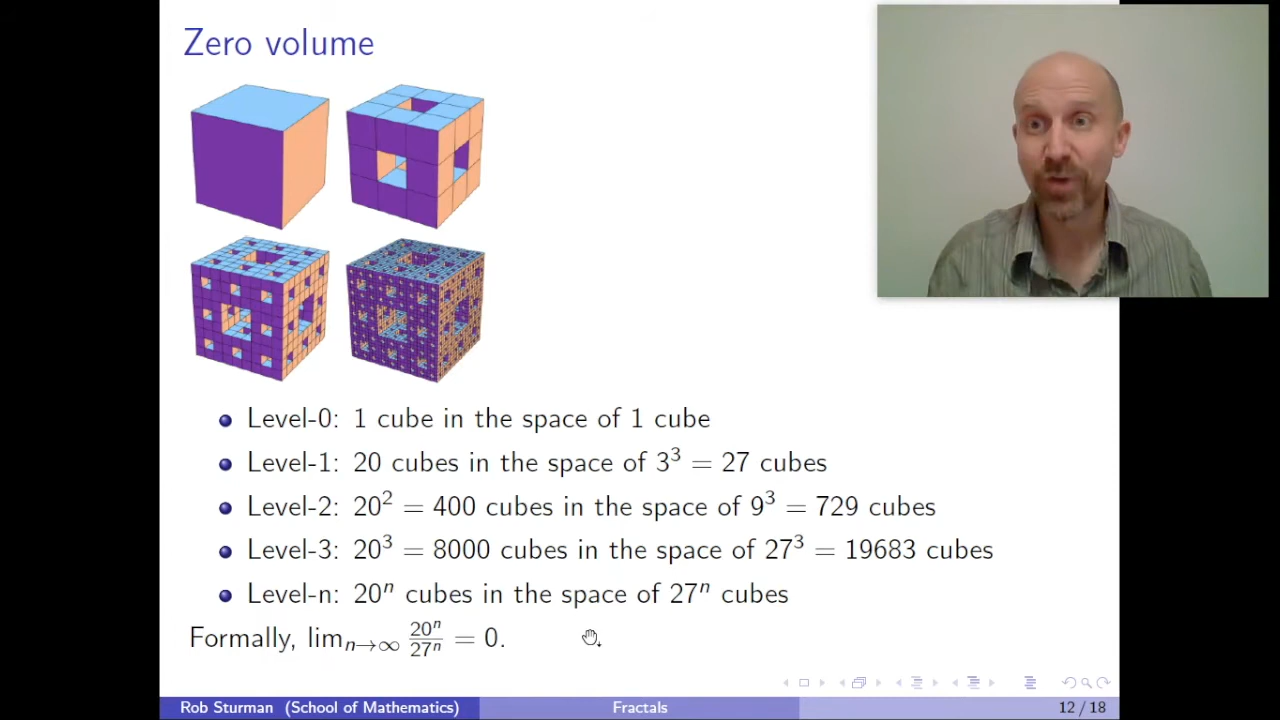 Zero volume
Level-0: 1 cube in the space of 1 cube
Level-1: 20 cubes in the space of 3³ = 27 cubes
Level-2: 20² = 400 cubes in the space of 9³ = 729 cubes
Level-3: 20³ = 8000 cubes in the space of 27³ = 19683 cubes
Level-n: 20ⁿ cubes in the space of 27ⁿ cubes
Formally, limₙ→∞ 20ⁿ/27ⁿ = 0.
Rob Sturman (School of Mathematics) Fractals 12 / 18